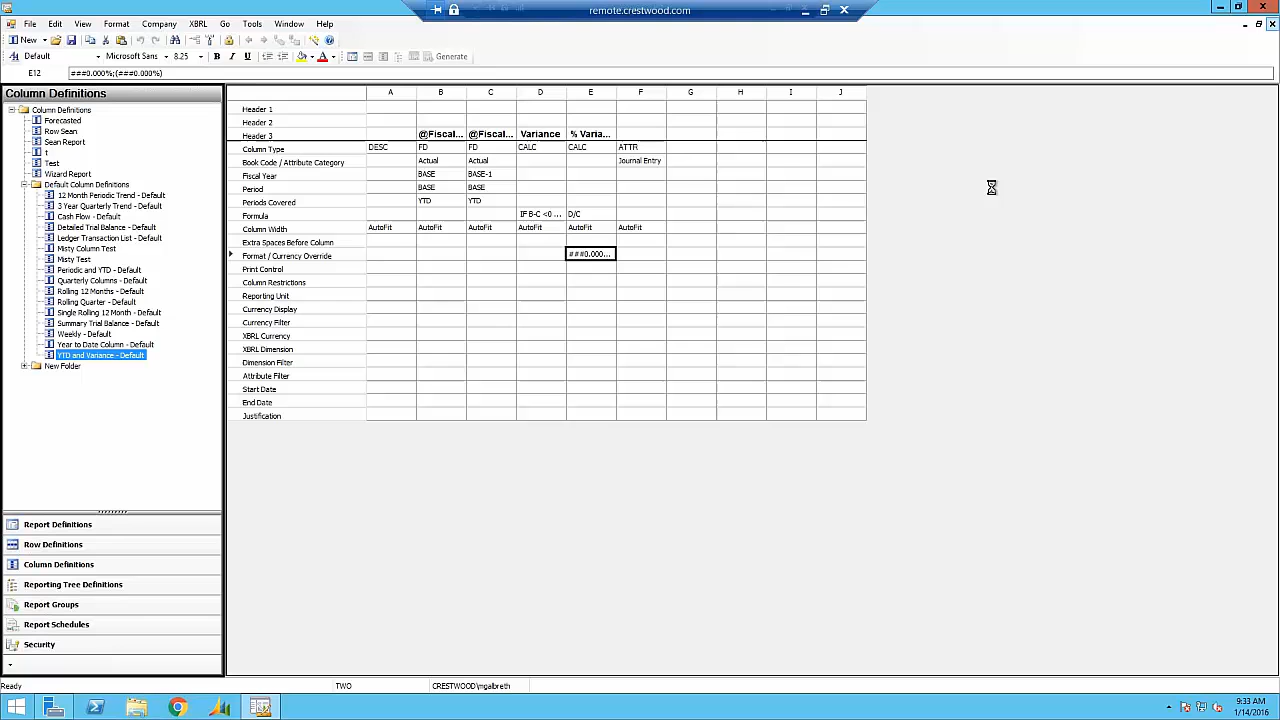 remote.crestwood.com
File Edit View Format Company XBRL Go Tools Window Help
New
Default Microsoft Sans 8.25 B I U A Generate
E12 ###0.000%;(###0.000%)
Column Definitions
Column Definitions
Forecasted
Row Sean
Sean Report
t
Test
Wizard Report
Default Column Definitions
12 Month Periodic Trend - Default
3 Year Quarterly Trend - Default
Cash Flow - Default
Detailed Trial Balance - Default
Ledger Transaction List - Default
Misty Column Test
Misty Test
Periodic and YTD - Default
Quarterly Columns - Default
Rolling 12 Months - Default
Rolling Quarter - Default
Single Rolling 12 Month - Default
Summary Trial Balance - Default
Weekly - Default
Year to Date Column - Default
YTD and Variance - Default
New Folder
Report Definitions
Row Definitions
Column Definitions
Reporting Tree Definitions
Report Groups
Report Schedules
Security
A B C D E F G H I J
Header 1
Header 2
Header 3 @Fiscal... @Fiscal... Variance % Varia...
Column Type DESC FD FD CALC CALC ATTR
Book Code / Attribute Category Actual Actual Journal Entry
Fiscal Year BASE BASE-1
Period BASE BASE
Periods Covered YTD YTD
Formula IF B-C <0 ... D/C
Column Width AutoFit AutoFit AutoFit AutoFit AutoFit AutoFit
Extra Spaces Before Column
Format / Currency Override ###0.000...
Print Control
Column Restrictions
Reporting Unit
Currency Display
Currency Filter
XBRL Currency
XBRL Dimension
Dimension Filter
Attribute Filter
Start Date
End Date
Justification
Ready TWO CRESTWOOD\mgalbreth
9:33 AM
1/14/2016